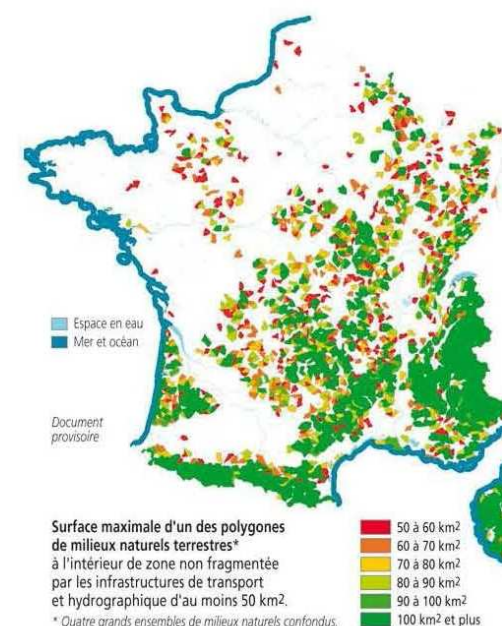 Espace en eau
Mer et océan
Document
provisoire
Surface maximale d'un des polygones
de milieux naturels terrestres*
à l'intérieur de zone non fragmentée
par les infrastructures de transport
et hydrographique d'au moins 50 km².
* Quatre grands ensembles de milieux naturels confondus.
50 à 60 km²
60 à 70 km²
70 à 80 km²
80 à 90 km²
90 à 100 km²
100 km² et plus